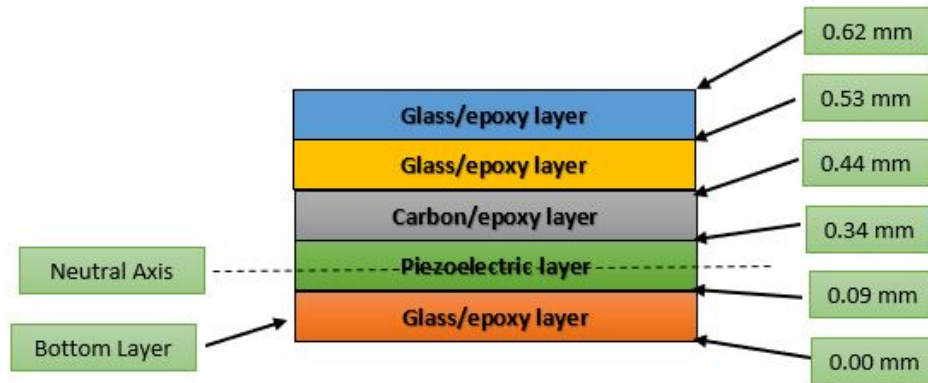 0.62 mm
0.53 mm
Glass/epoxy layer
Glass/epoxy layer
0.44 mm
Carbon/epoxy layer
0.34 mm
Neutral Axis
Piezoelectric layer
0.09 mm
Glass/epoxy layer
Bottom Layer
0.00 mm